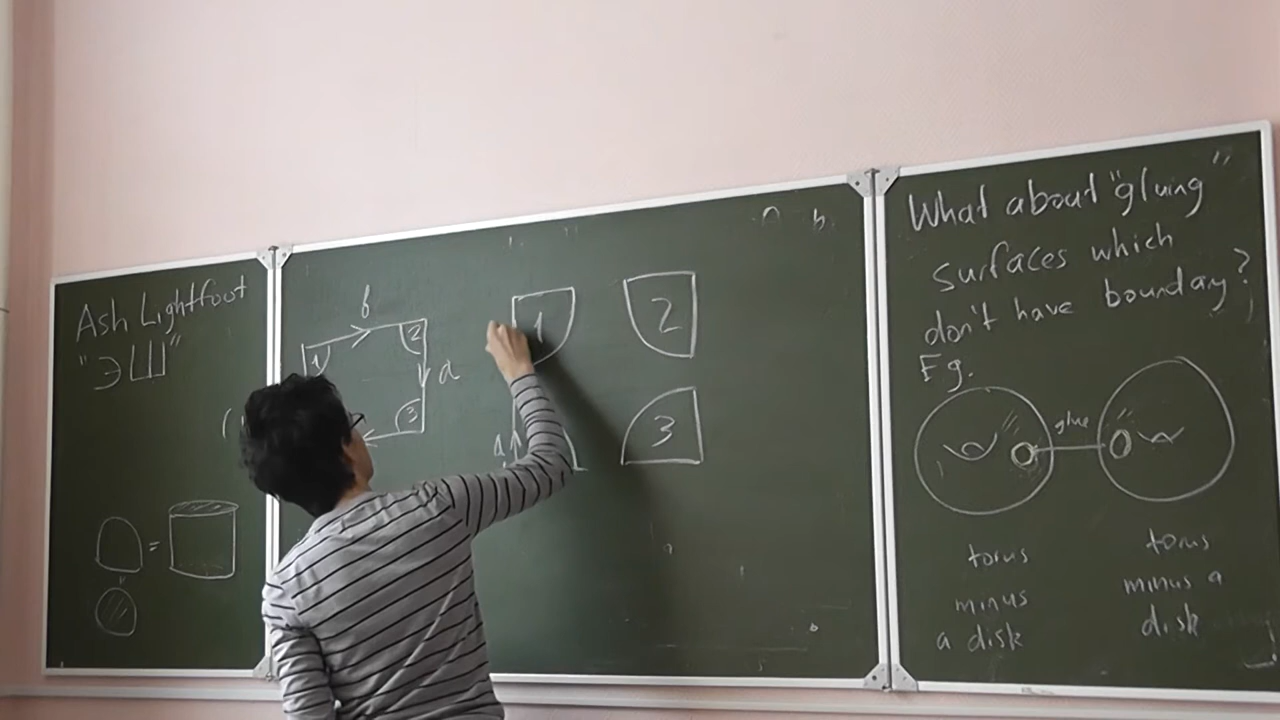 Ash Lightfoot
"ЭШ"
=
b
1
2
a
3
1
2
a
3
b
What about "gluing"
surfaces which
don't have boundary?
Eg.
glue
torus
minus
a disk
torus
minus a
disk